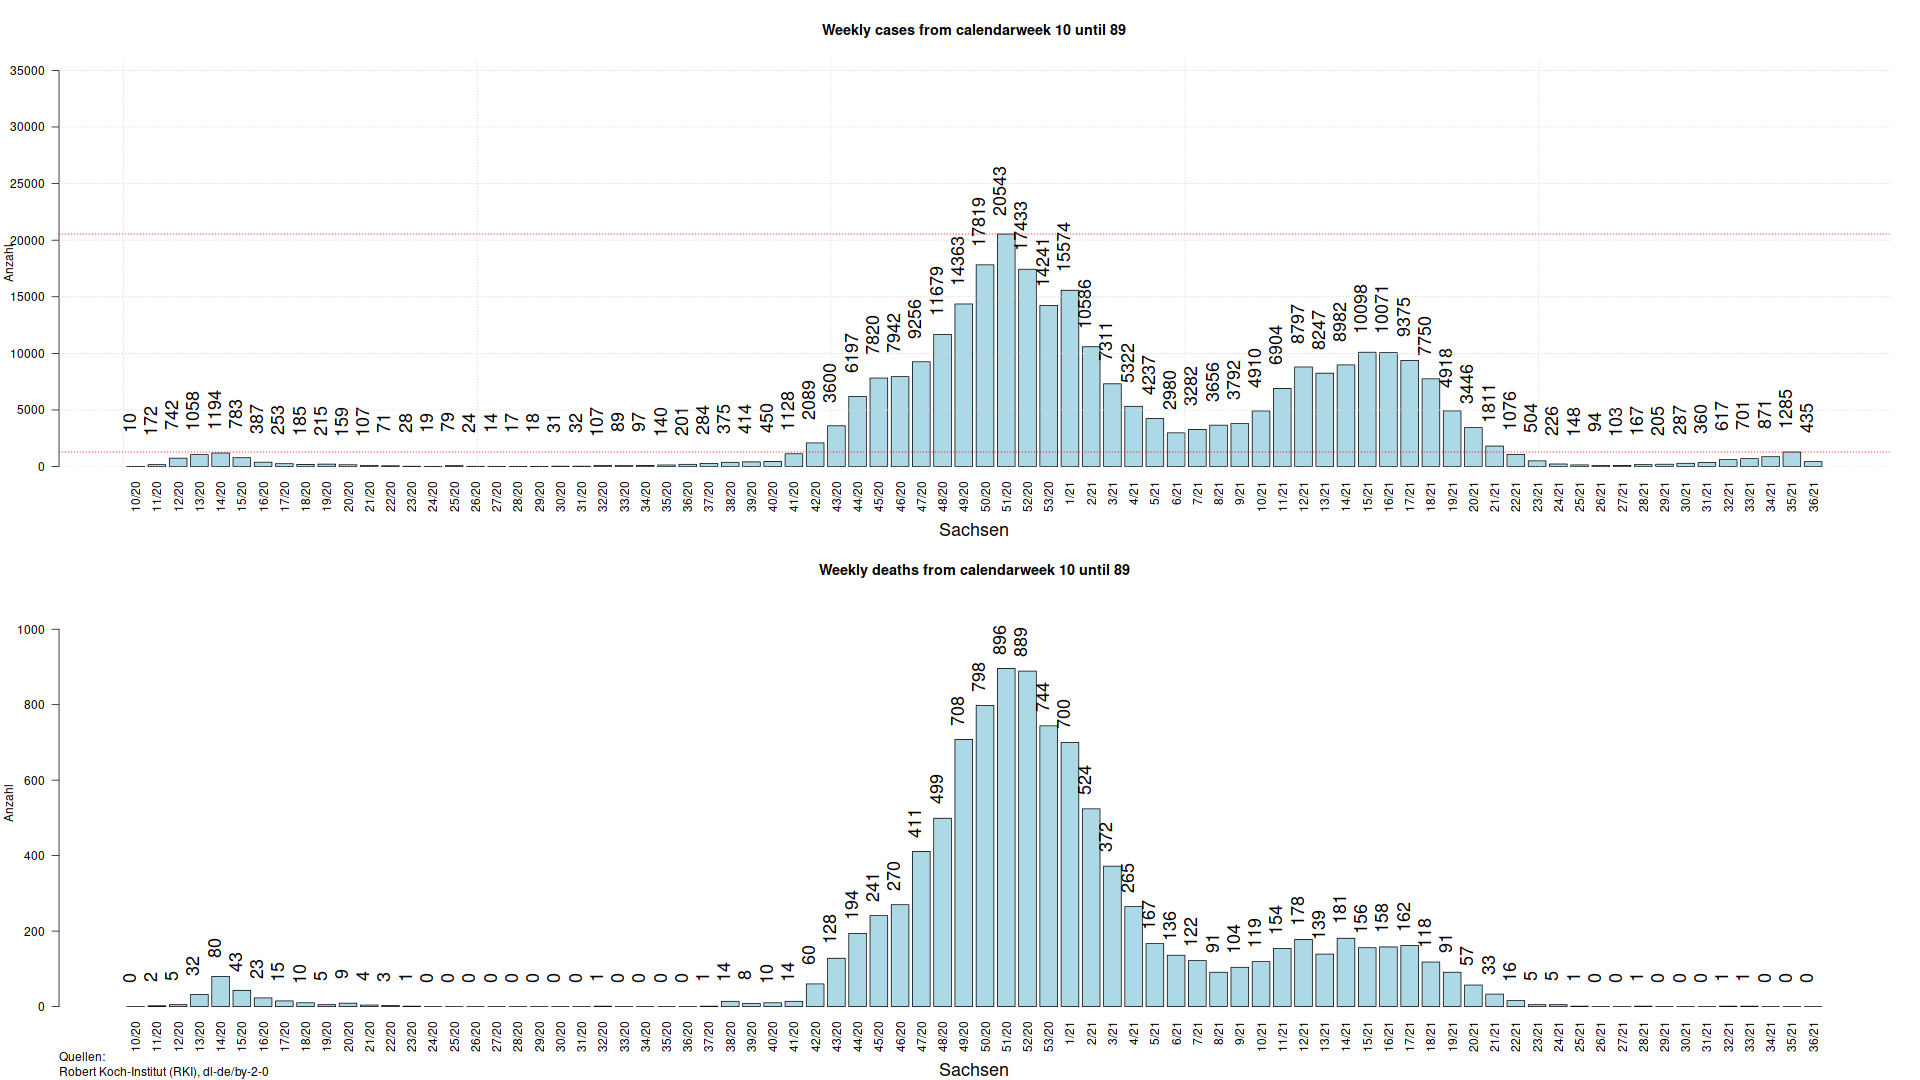 Weekly cases from calendarweek 10 until 89
35000
30000
25000
20000
15000
10000
5000
0
Anzahl
10 172 742 1058 1194 783 387 253 185 215 159 107 71 28 19 79 24 14 17 18 31 32 107 89 97 140 201 284 375 414 450 1128 2089 3600 6197 7820 7942 9256 11679 14363 17819 20543 17433 14241 15574 10586 7311 5322 4237 2980 3282 3656 3792 4910 6904 8797 8247 8982 10098 10071 9375 7750 4918 3446 1811 1076 504 226 148 94 103 167 205 287 360 617 701 871 1285 435
10/20 11/20 12/20 13/20 14/20 15/20 16/20 17/20 18/20 19/20 20/20 21/20 22/20 23/20 24/20 25/20 26/20 27/20 28/20 29/20 30/20 31/20 32/20 33/20 34/20 35/20 36/20 37/20 38/20 39/20 40/20 41/20 42/20 43/20 44/20 45/20 46/20 47/20 48/20 49/20 50/20 51/20 52/20 53/20 1/21 2/21 3/21 4/21 5/21 6/21 7/21 8/21 9/21 10/21 11/21 12/21 13/21 14/21 15/21 16/21 17/21 18/21 19/21 20/21 21/21 22/21 23/21 24/21 25/21 26/21 27/21 28/21 29/21 30/21 31/21 32/21 33/21 34/21 35/21 36/21
Sachsen
Weekly deaths from calendarweek 10 until 89
1000
800
600
400
200
0
Anzahl
0 2 5 32 80 43 23 15 10 5 9 4 3 1 0 0 0 0 0 0 0 0 1 0 0 0 0 1 14 8 10 14 60 128 194 241 270 411 499 708 798 896 889 744 700 524 372 265 167 136 122 91 104 119 154 178 139 181 156 158 162 118 91 57 33 16 5 5 1 0 0 1 0 0 0 1 1 0 0 0
10/20 11/20 12/20 13/20 14/20 15/20 16/20 17/20 18/20 19/20 20/20 21/20 22/20 23/20 24/20 25/20 26/20 27/20 28/20 29/20 30/20 31/20 32/20 33/20 34/20 35/20 36/20 37/20 38/20 39/20 40/20 41/20 42/20 43/20 44/20 45/20 46/20 47/20 48/20 49/20 50/20 51/20 52/20 53/20 1/21 2/21 3/21 4/21 5/21 6/21 7/21 8/21 9/21 10/21 11/21 12/21 13/21 14/21 15/21 16/21 17/21 18/21 19/21 20/21 21/21 22/21 23/21 24/21 25/21 26/21 27/21 28/21 29/21 30/21 31/21 32/21 33/21 34/21 35/21 36/21
Sachsen
Quellen:
Robert Koch-Institut (RKI), dl-de/by-2-0